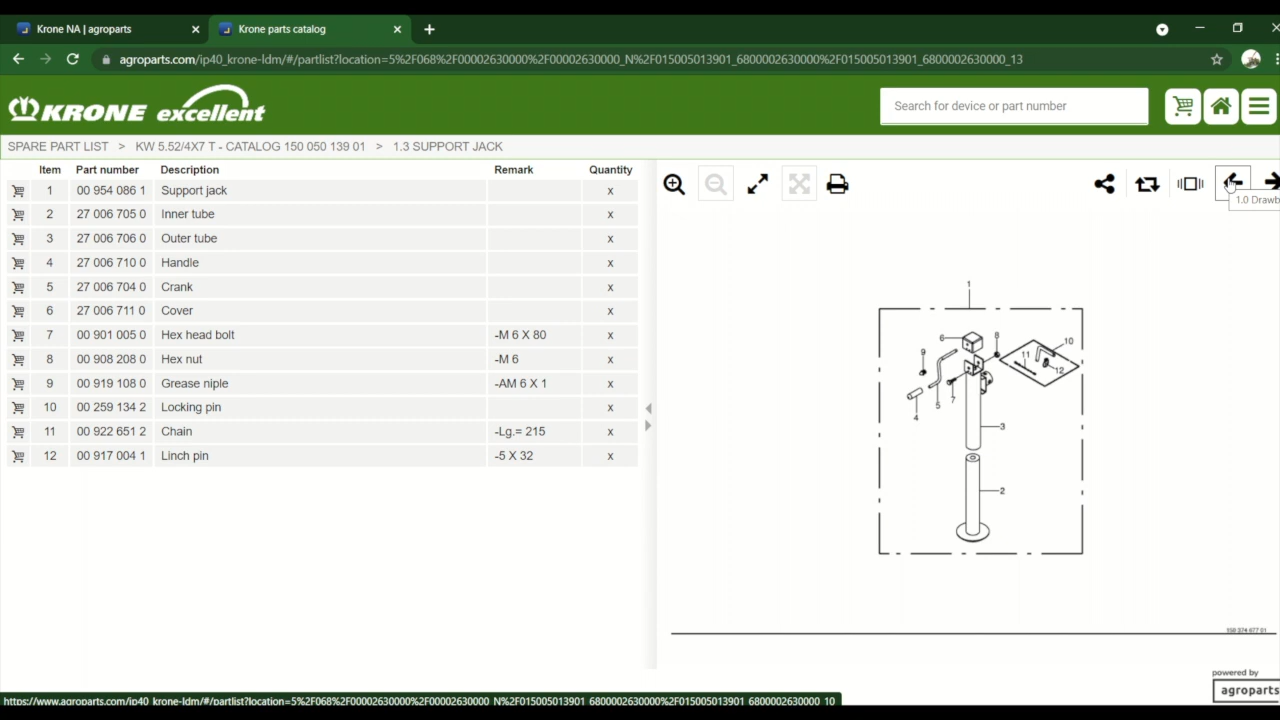 Krone NA | agroparts
Krone parts catalog
agroparts.com/ip40_krone-ldm/#/partlist?location=5%2F068%2F00002630000%2F00002630000_N%2F015005013901_6800002630000%2F015005013901_6800002630000_13
KRONE excellent
Search for device or part number
SPARE PART LIST > KW 5.52/4X7 T - CATALOG 150 050 139 01 > 1.3 SUPPORT JACK
Item Part number Description Remark Quantity
1 00 954 086 1 Support jack x
2 27 006 705 0 Inner tube x
3 27 006 706 0 Outer tube x
4 27 006 710 0 Handle x
5 27 006 704 0 Crank x
6 27 006 711 0 Cover x
7 00 901 005 0 Hex head bolt -M 6 X 80 x
8 00 908 208 0 Hex nut -M 6 x
9 00 919 108 0 Grease niple -AM 6 X 1 x
10 00 259 134 2 Locking pin x
11 00 922 651 2 Chain -Lg.= 215 x
12 00 917 004 1 Linch pin -5 X 32 x
1.0 Drawb
1
6 8 10
9 11
12
5 7
4
3
2
150 374 677 01
powered by
agroparts
https://www.agroparts.com/ip40_krone-ldm/#/partlist?location=5%2F068%2F00002630000%2F00002630000_N%2F015005013901_6800002630000%2F015005013901_6800002630000_10